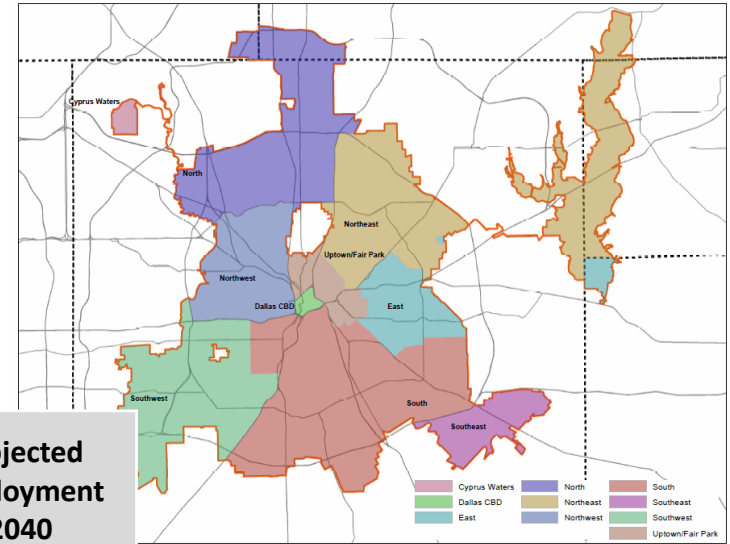 Cyprus Waters
North
Northeast
Uptown/Fair Park
Northwest
Dallas CBD
East
Southwest
South
Southeast
jected
loyment
2040
Cyprus Waters
North
South
Dallas CBD
Northeast
Southeast
East
Northwest
Southwest
Uptown/Fair Park